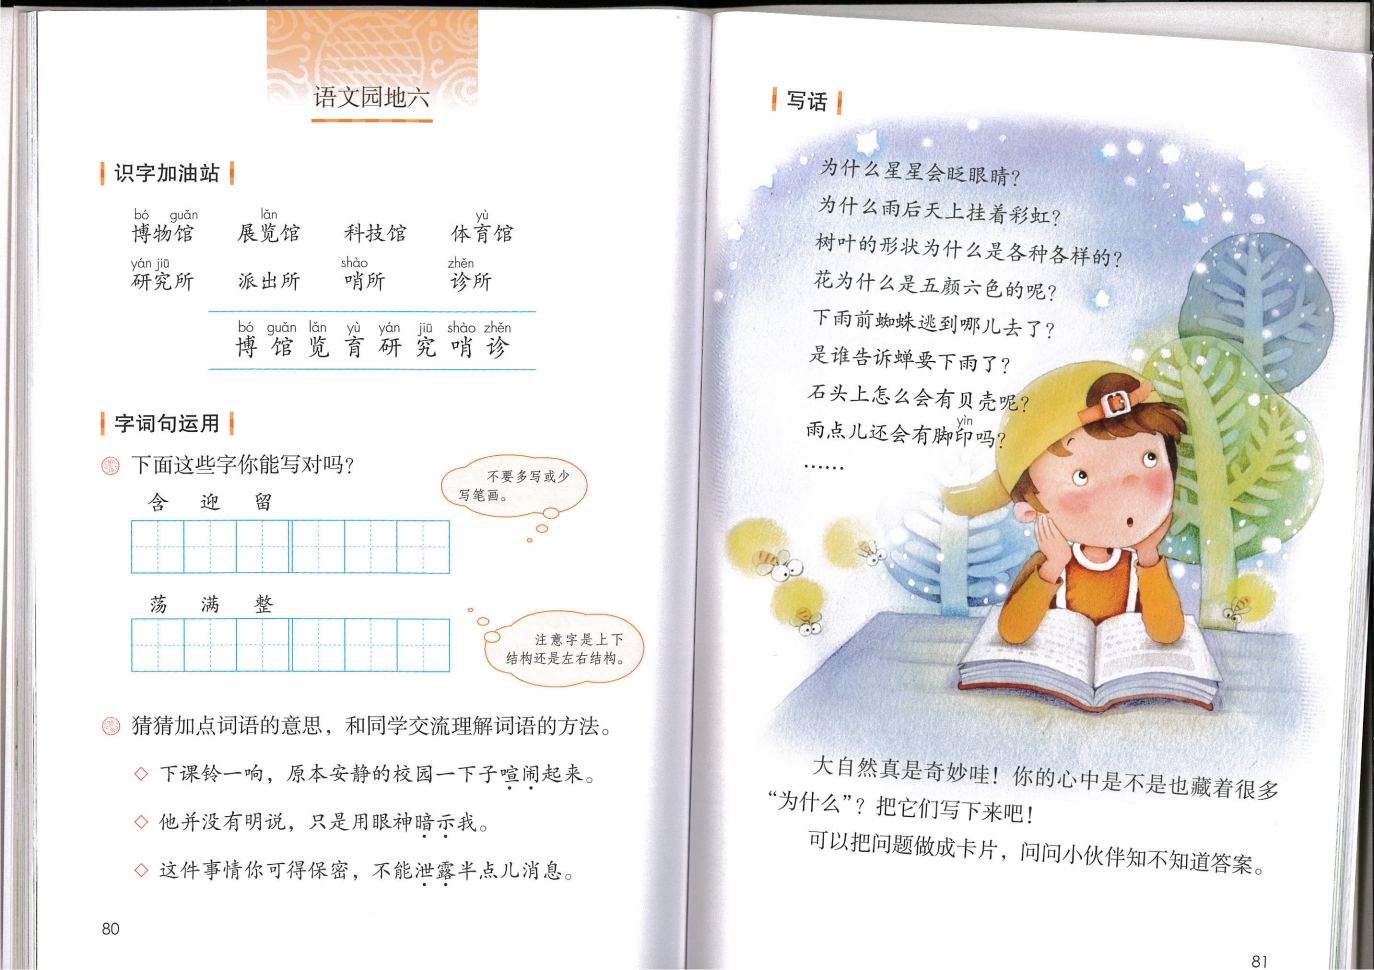 语文园地六
识字加油站
bó guǎn lǎn yù
博物馆 展览馆 科技馆 体育馆
yán jiū shào zhěn
研究所 派出所 哨所 诊所
bó guǎn lǎn yù yán jiū shào zhěn
博 馆 览 育 研 究 哨 诊
字词句运用
下面这些字你能写对吗？
含 迎 留
不要多写或少
写笔画。
荡 满 整
注意字是上下
结构还是左右结构。
猜猜加点词语的意思，和同学交流理解词语的方法。
◇ 下课铃一响，原本安静的校园一下子喧闹起来。
◇ 他并没有明说，只是用眼神暗示我。
◇ 这件事情你可得保密，不能泄露半点儿消息。
80
写话
为什么星星会眨眼睛？
为什么雨后天上挂着彩虹？
树叶的形状为什么是各种各样的？
花为什么是五颜六色的呢？
下雨前蜘蛛逃到哪儿去了？
是谁告诉蝉要下雨了？
石头上怎么会有贝壳呢？
yìn
雨点儿还会有脚印吗？
……
大自然真是奇妙哇！你的心中是不是也藏着很多
“为什么”？把它们写下来吧！
可以把问题做成卡片，问问小伙伴知不知道答案。
81